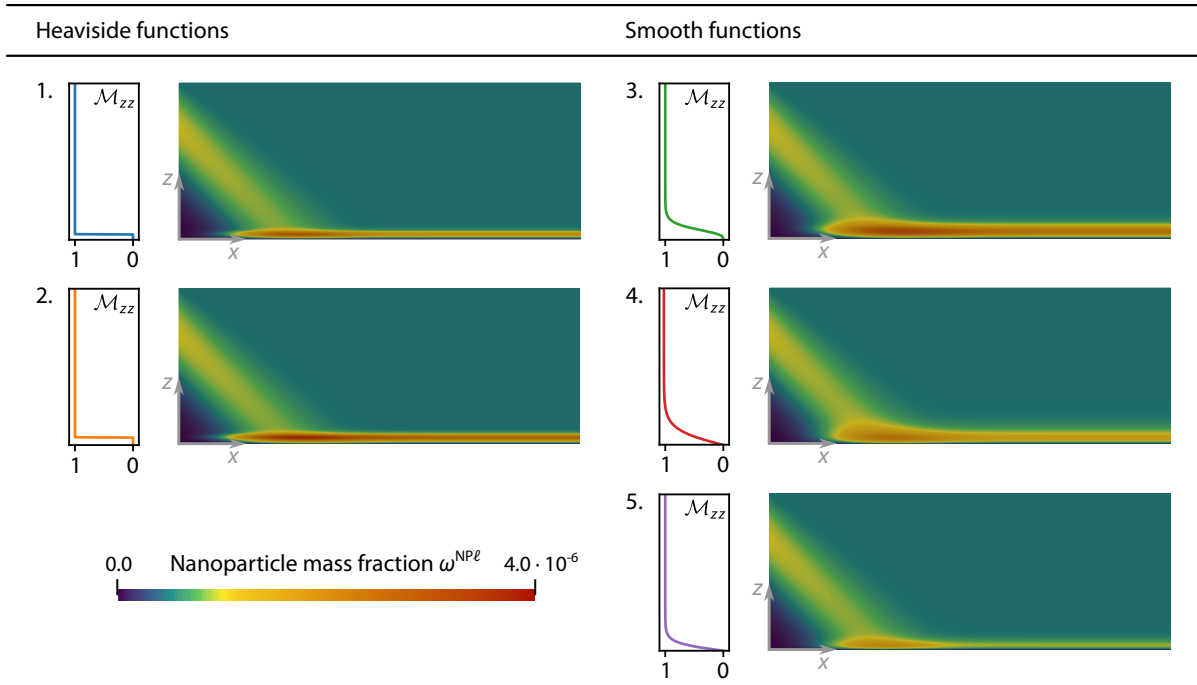 Heaviside functions
Smooth functions
1.
ℳzz
z
x
1 0
2.
ℳzz
z
x
1 0
0.0 Nanoparticle mass fraction ω^NPℓ 4.0 · 10^-6
3.
ℳzz
z
x
1 0
4.
ℳzz
z
x
1 0
5.
ℳzz
z
x
1 0